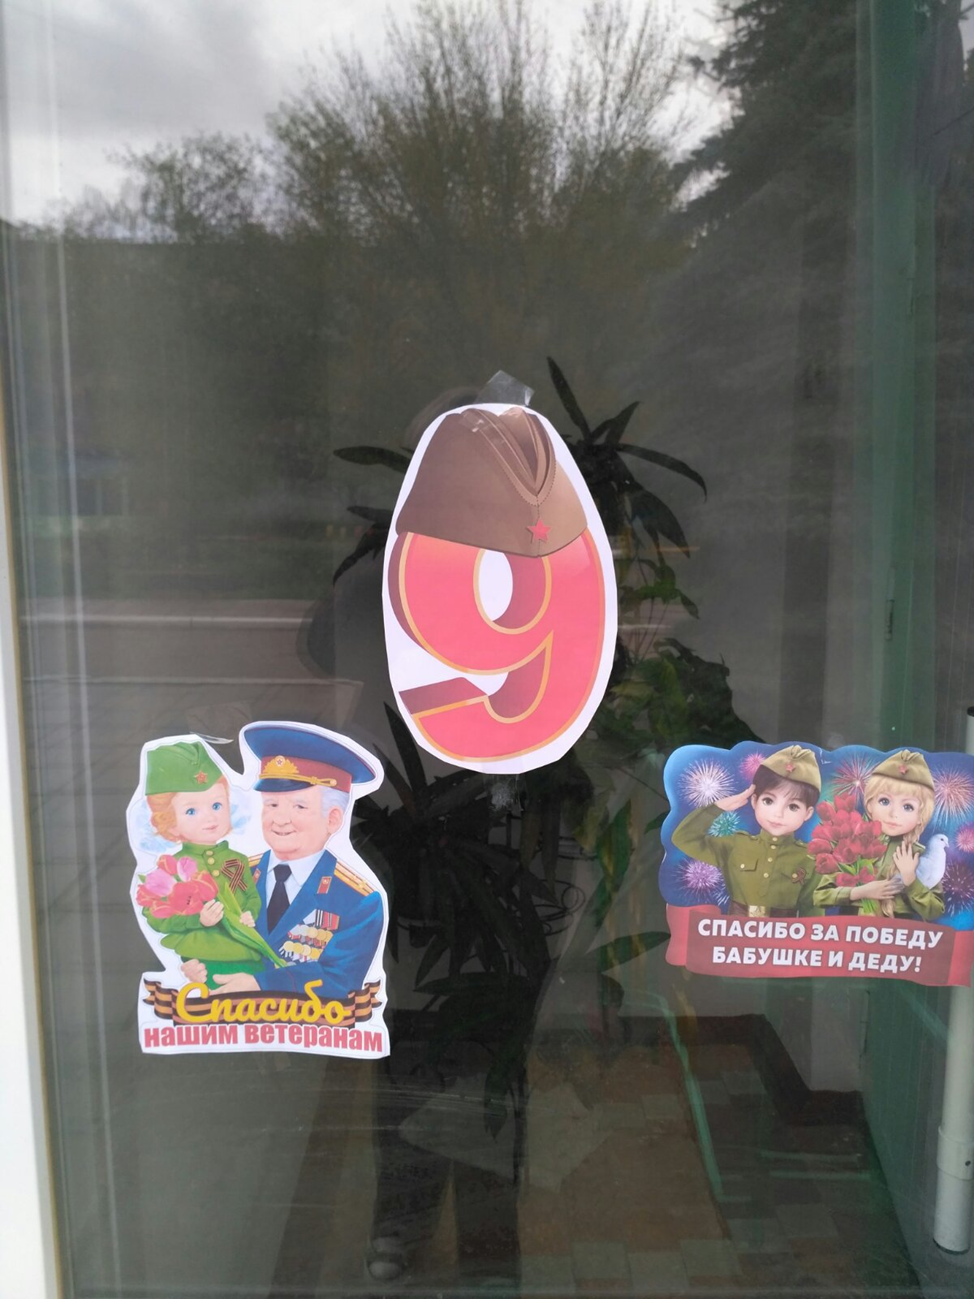 9
Спасибо
нашим ветеранам
СПАСИБО ЗА ПОБЕДУ
БАБУШКЕ И ДЕДУ!